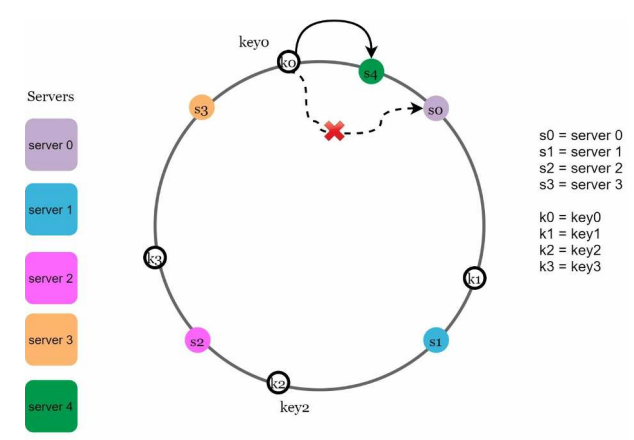 key0
k0
s4
s3
s0
Servers
server 0
server 1
server 2
server 3
server 4
k3
k1
s2
s1
k2
key2
s0 = server 0
s1 = server 1
s2 = server 2
s3 = server 3
k0 = key0
k1 = key1
k2 = key2
k3 = key3